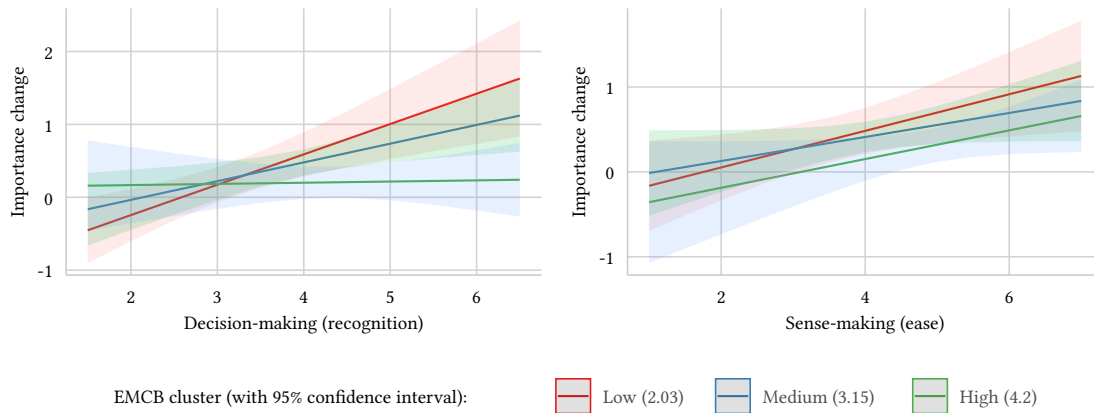 Importance change
2
1
0
-1
2
3
4
5
6
Decision-making (recognition)
Importance change
1
0
-1
2
4
6
Sense-making (ease)
EMCB cluster (with 95% confidence interval):
Low (2.03)
Medium (3.15)
High (4.2)